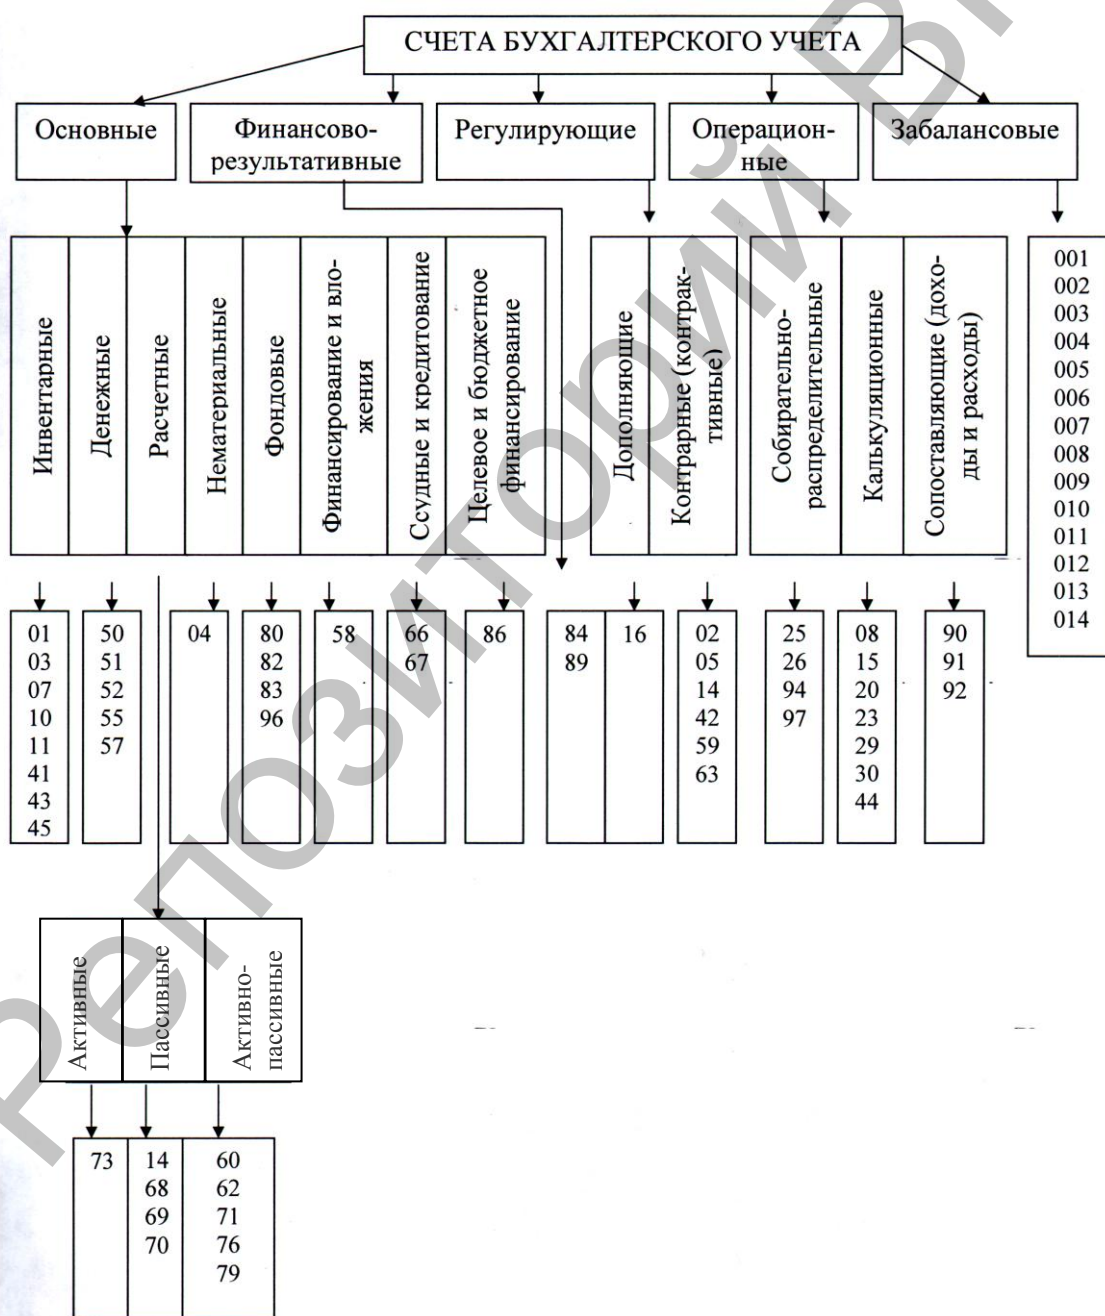 СЧЕТА БУХГАЛТЕРСКОГО УЧЕТА
Основные
Финансово-
результативные
Регулирующие
Операцион-
ные
Забалансовые
Инвентарные
Денежные
Расчетные
Нематериальные
Фондовые
Финансирование и вло-
жения
Ссудные и кредитование
Целевое и бюджетное
финансирование
Дополняющие
Контрарные (контрак-
тивные)
Собирательно-
распределительные
Калькуляционные
Сопоставляющие (дохо-
ды и расходы)
001
002
003
004
005
006
007
008
009
010
011
012
013
014
01
03
07
10
11
41
43
45
50
51
52
55
57
04
80
82
83
96
58
66
67
86
84
89
16
02
05
14
42
59
63
25
26
94
97
08
15
20
23
29
30
44
90
91
92
Активные
Пассивные
Активно-
пассивные
73
14
68
69
70
60
62
71
76
79
Репозиторий